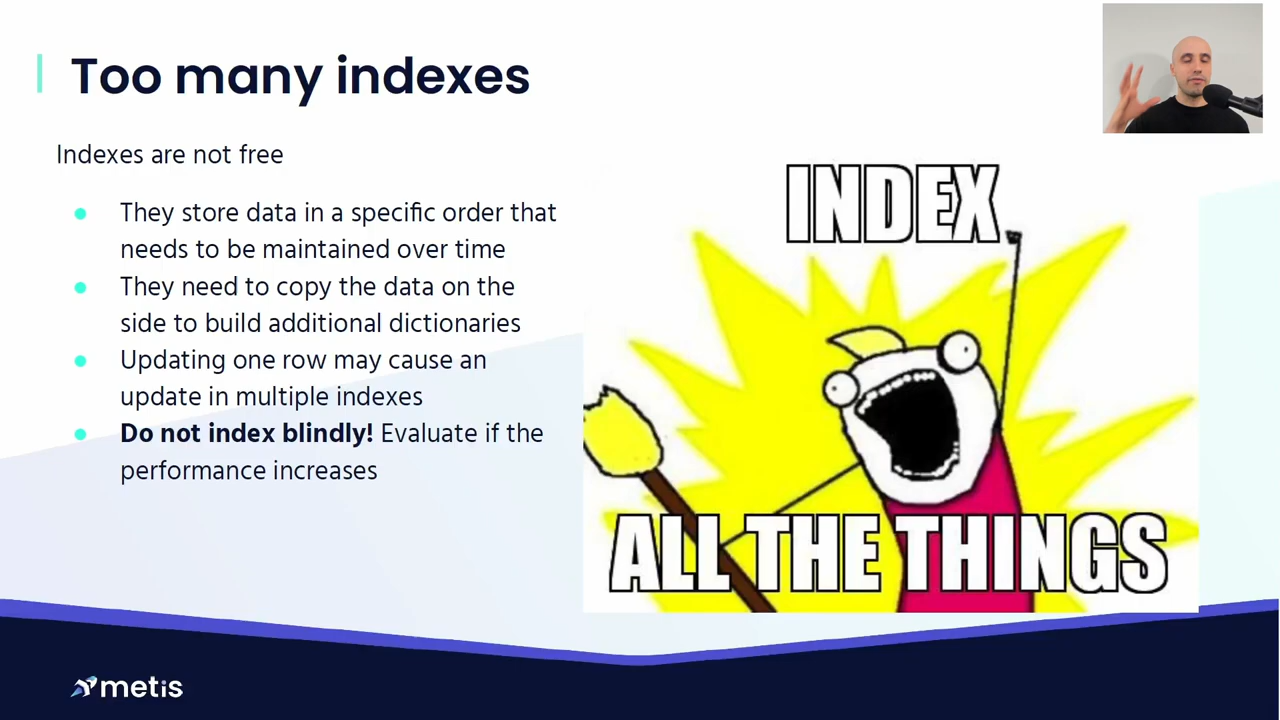 Too many indexes
Indexes are not free
They store data in a specific order that
needs to be maintained over time
They need to copy the data on the
side to build additional dictionaries
Updating one row may cause an
update in multiple indexes
Do not index blindly! Evaluate if the
performance increases
INDEX
ALL THE THINGS
metis